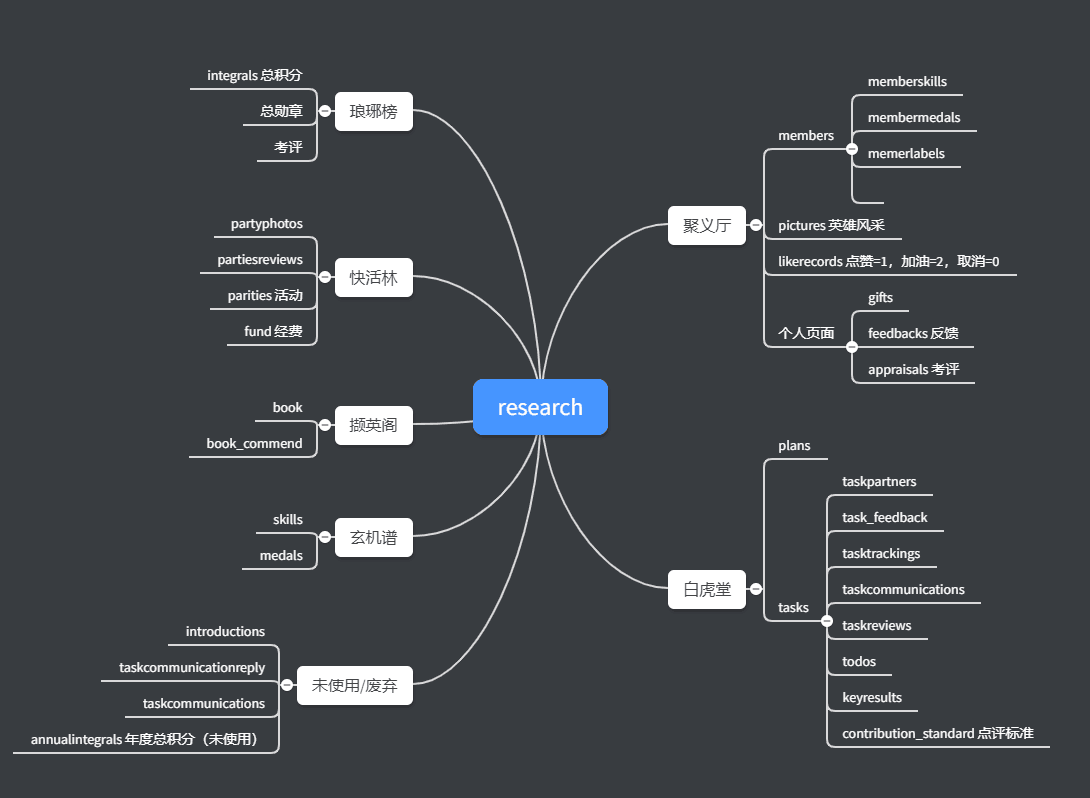 research
琅琊榜
integrals 总积分
总勋章
考评
快活林
partyphotos
partiesreviews
parities 活动
fund 经费
撷英阁
book
book_commend
玄机谱
skills
medals
未使用/废弃
introductions
taskcommunicationreply
taskcommunications
annualintegrals 年度总积分（未使用）
聚义厅
members
memberskills
membermedals
memerlabels
pictures 英雄风采
likerecords 点赞=1，加油=2，取消=0
个人页面
gifts
feedbacks 反馈
appraisals 考评
白虎堂
plans
tasks
taskpartners
task_feedback
tasktrackings
taskcommunications
taskreviews
todos
keyresults
contribution_standard 点评标准